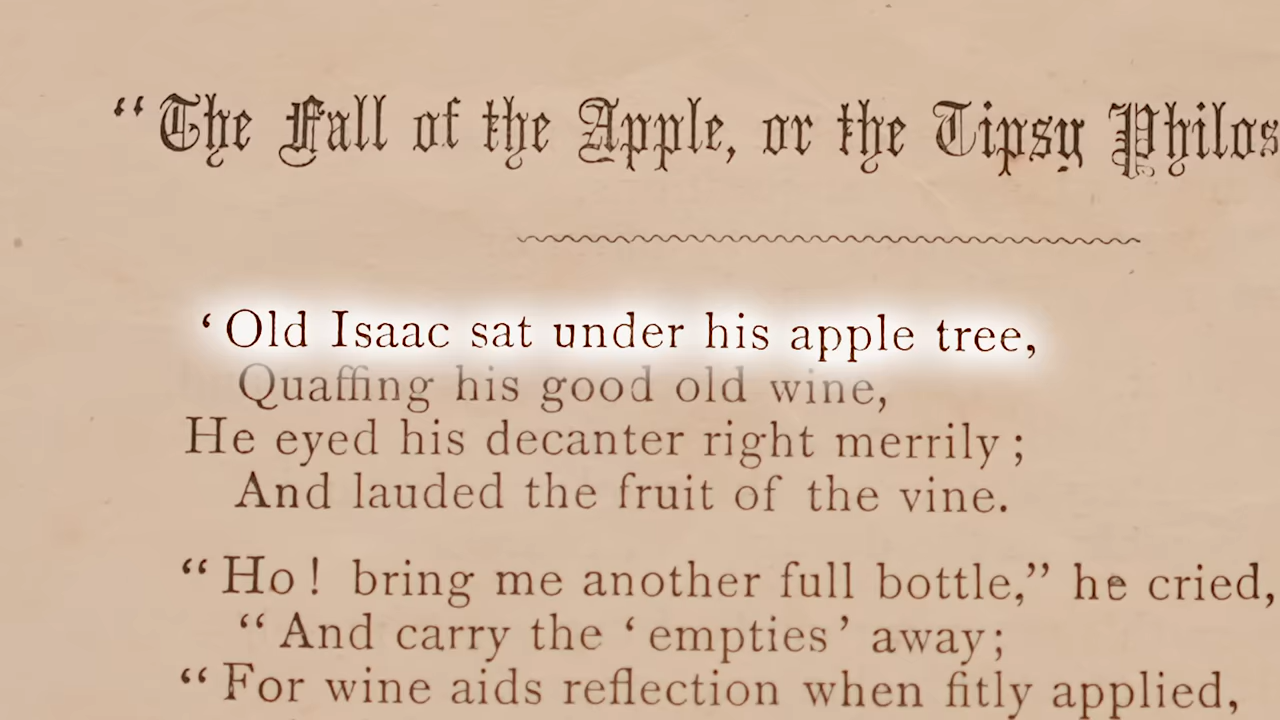 “The Fall of the Apple, or the Tipsy Philos
‘Old Isaac sat under his apple tree,
Quaffing his good old wine,
He eyed his decanter right merrily ;
And lauded the fruit of the vine.
“Ho ! bring me another full bottle,” he cried,
“And carry the ‘empties’ away ;
“For wine aids reflection when fitly applied,